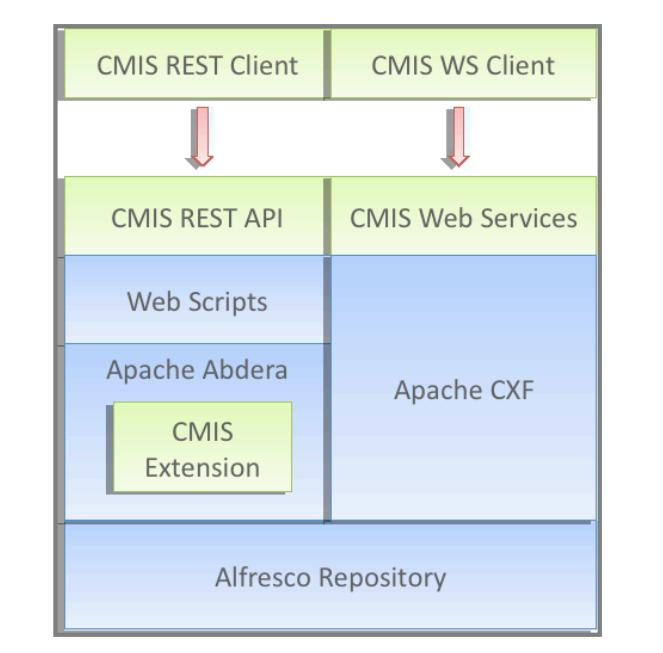 CMIS REST Client
CMIS WS Client
CMIS REST API
CMIS Web Services
Web Scripts
Apache Abdera
Apache CXF
CMIS
Extension
Alfresco Repository